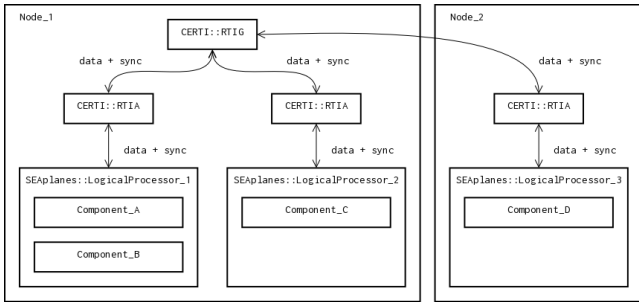 Node_1
Node_2
CERTI::RTIG
data + sync
data + sync
data + sync
CERTI::RTIA
CERTI::RTIA
CERTI::RTIA
data + sync
data + sync
data + sync
SEAplanes::LogicalProcessor_1
SEAplanes::LogicalProcessor_2
SEAplanes::LogicalProcessor_3
Component_A
Component_C
Component_D
Component_B